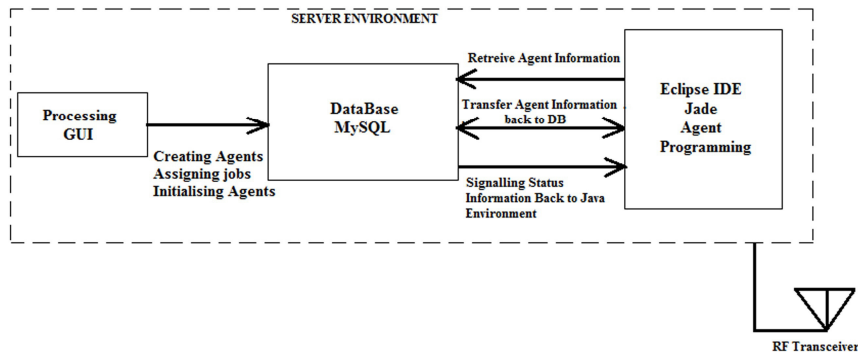 SERVER ENVIRONMENT
Processing
GUI
Creating Agents
Assigning jobs
Initialising Agents
DataBase
MySQL
Retreive Agent Information
Transfer Agent Information
back to DB
Signalling Status
Information Back to Java
Environment
Eclipse IDE
Jade
Agent
Programming
RF Transceiver